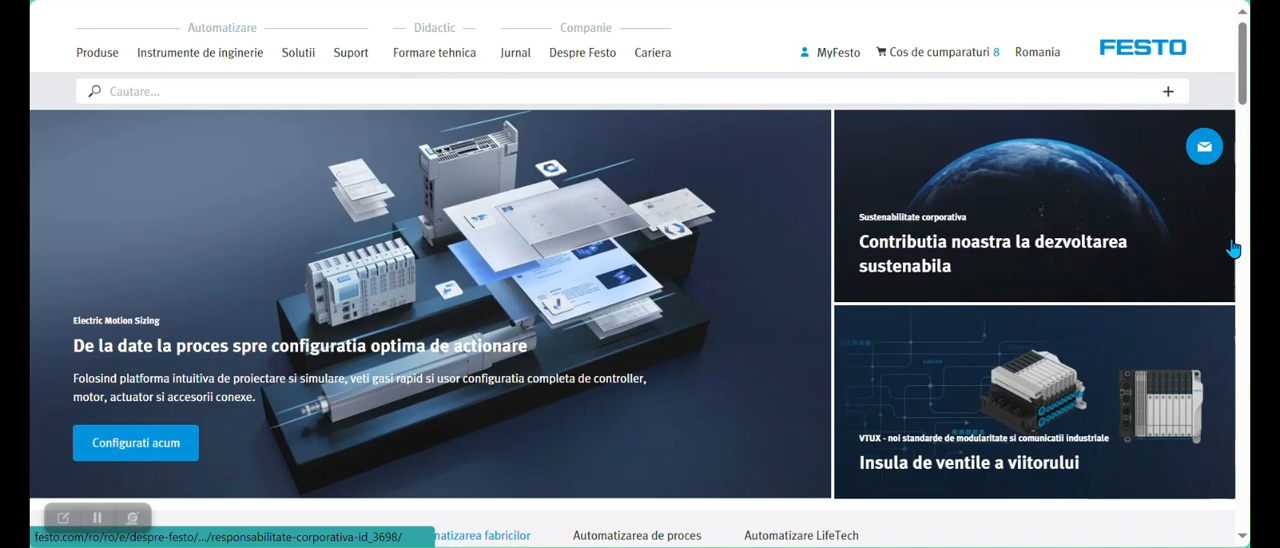 Automatizare Didactic Companie
Produse Instrumente de inginerie Solutii Suport Formare tehnica Jurnal Despre Festo Cariera MyFesto Cos de cumparaturi 8 Romania FESTO
Cautare...
Electric Motion Sizing
De la date la proces spre configuratia optima de actionare
Folosind platforma intuitiva de proiectare si simulare, veti gasi rapid si usor configuratia completa de controller,
motor, actuator si accesorii conexe.
Configurati acum
Sustenabilitate corporativa
Contributia noastra la dezvoltarea
sustenabila
VTUX - noi standarde de modularitate si comunicatii industriale
Insula de ventile a viitorului
matizarea fabricilor Automatizarea de proces Automatizare LifeTech
festo.com/ro/ro/e/despre-festo/.../responsabilitate-corporativa-id_3698/